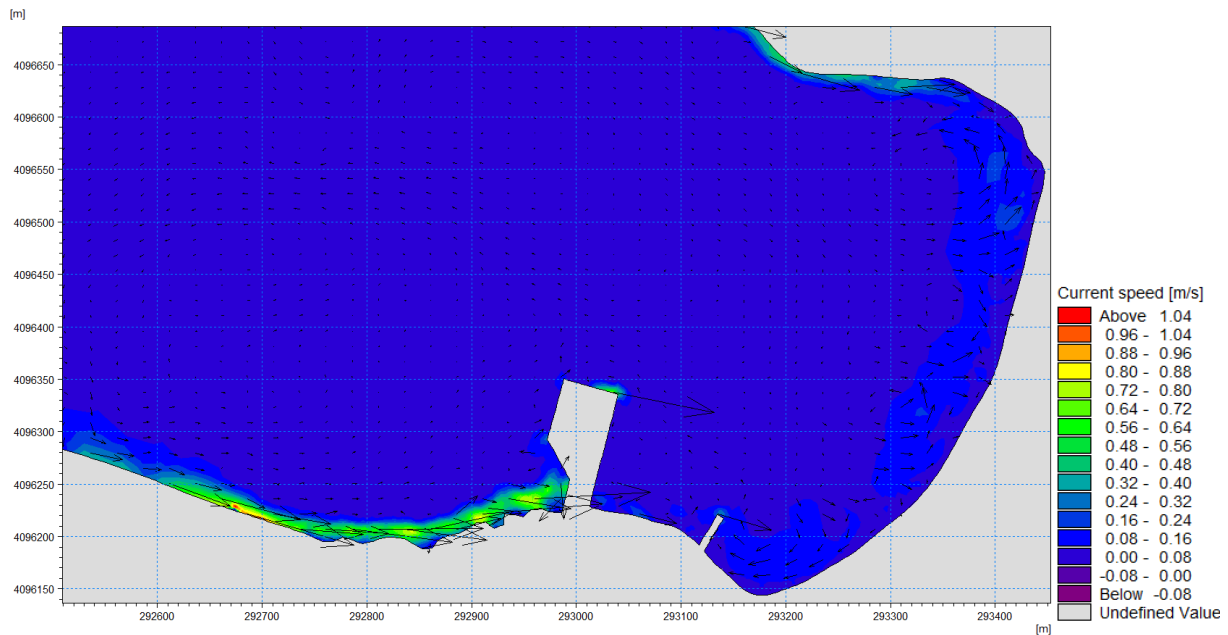 [m]
4096650
4096600
4096550
4096500
4096450
4096400
4096350
4096300
4096250
4096200
4096150
292600 292700 292800 292900 293000 293100 293200 293300 293400
[m]
Current speed [m/s]
Above 1.04
0.96 - 1.04
0.88 - 0.96
0.80 - 0.88
0.72 - 0.80
0.64 - 0.72
0.56 - 0.64
0.48 - 0.56
0.40 - 0.48
0.32 - 0.40
0.24 - 0.32
0.16 - 0.24
0.08 - 0.16
0.00 - 0.08
-0.08 - 0.00
Below -0.08
Undefined Value